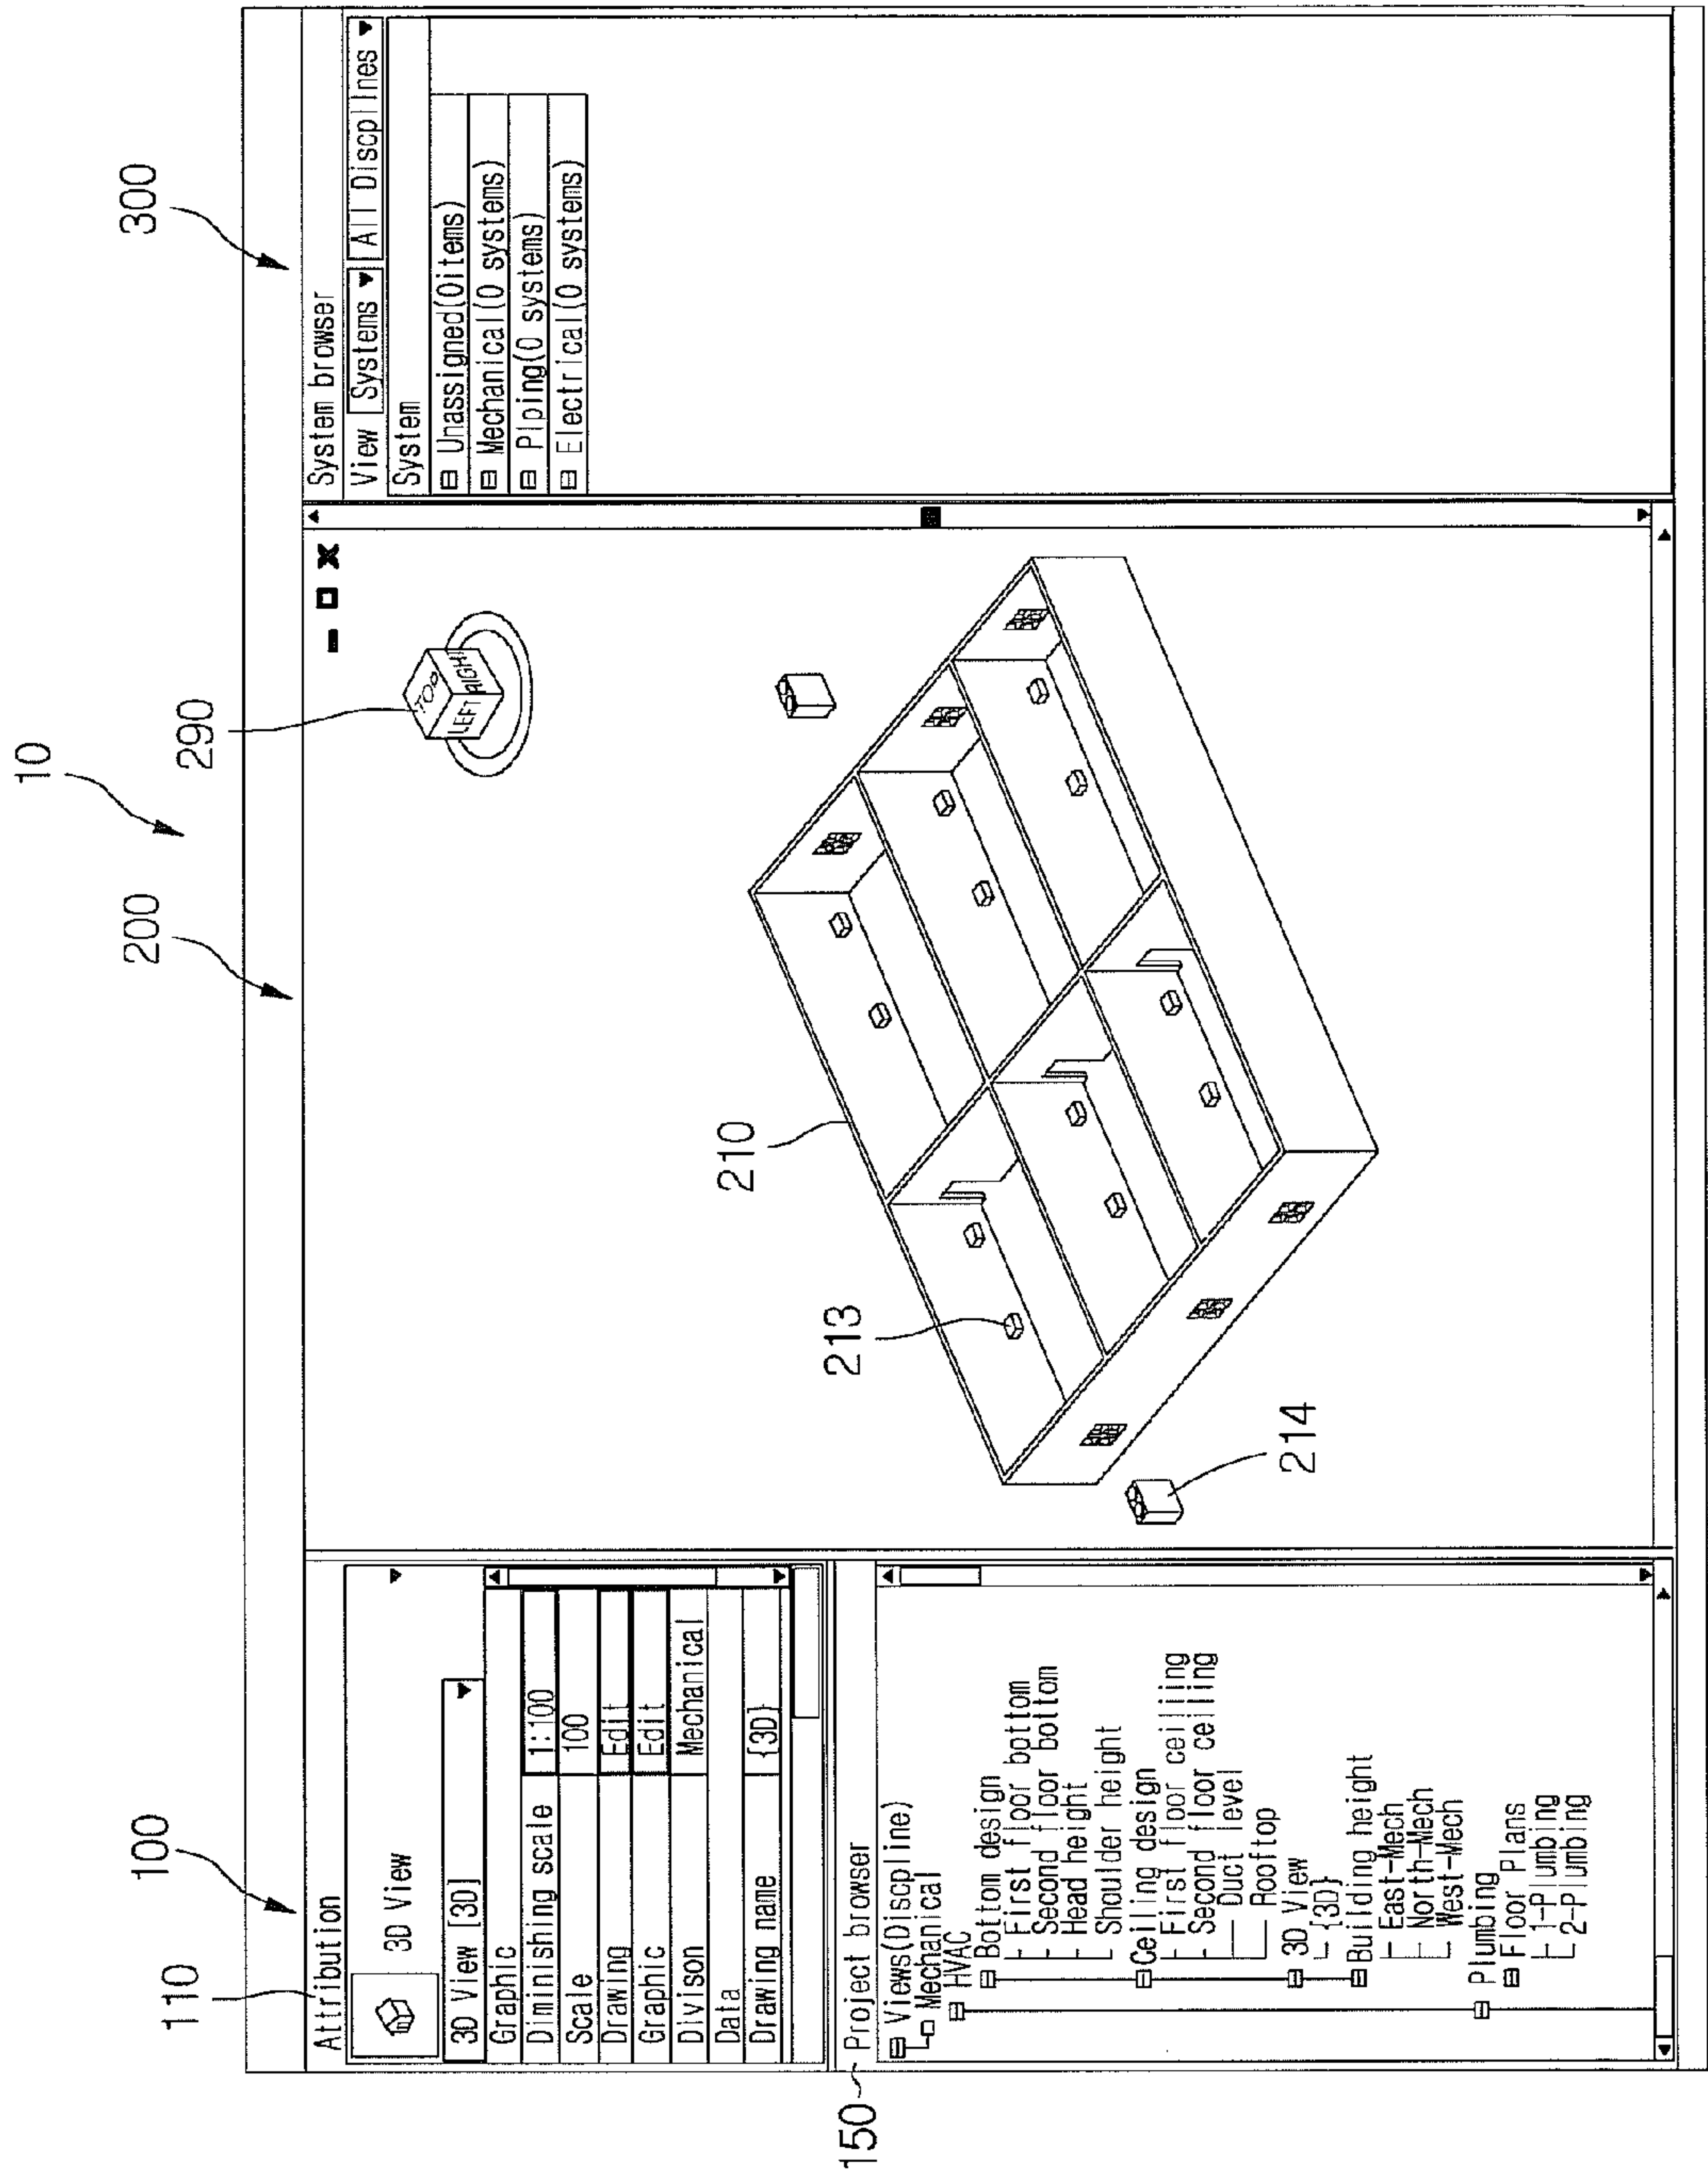 10
100
200
300
110
290
Attribution
3D View
3D View [3D]
Graphic
Diminishing scale 1:100
Scale 100
Drawing Edit
Graphic Edit
Divison Mechanical
Data
Drawing name {3D}
150
Project browser
Views(Discpline)
Mechanical
HVAC
Bottom design
First floor bottom
Second floor bottom
Head height
Shoulder height
Ceiling design
First floor ceiling
Second floor ceiling
Duct level
Rooftop
3D View
{3D}
Building height
East-Mech
North-Mech
West-Mech
Plumbing
Floor Plans
1-Plumbing
2-Plumbing
TOP
LEFT
RIGHT
210
213
214
System browser
View Systems All Discplines
System
Unassigned(0items)
Mechanical(0 systems)
Piping(0 systems)
Electrical(0 systems)